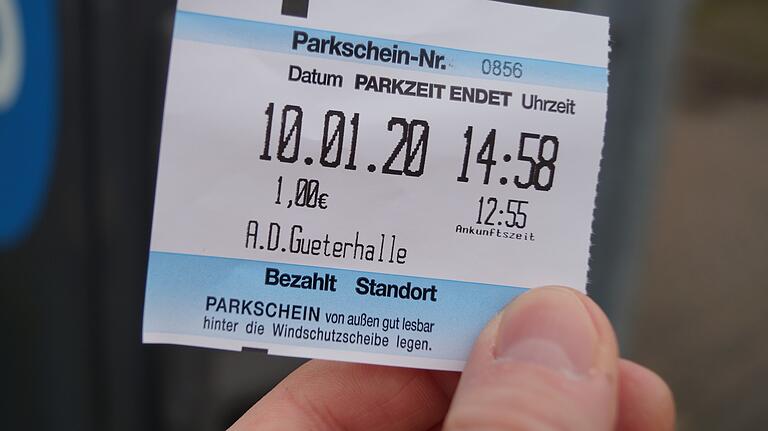 Parkschein-Nr. 0856
Datum PARKZEIT ENDET Uhrzeit
10.01.20 14:58
1,00€ 12:55
Ankunftszeit
A.D.Gueterhalle
Bezahlt Standort
PARKSCHEIN von außen gut lesbar
hinter die Windschutzscheibe legen.